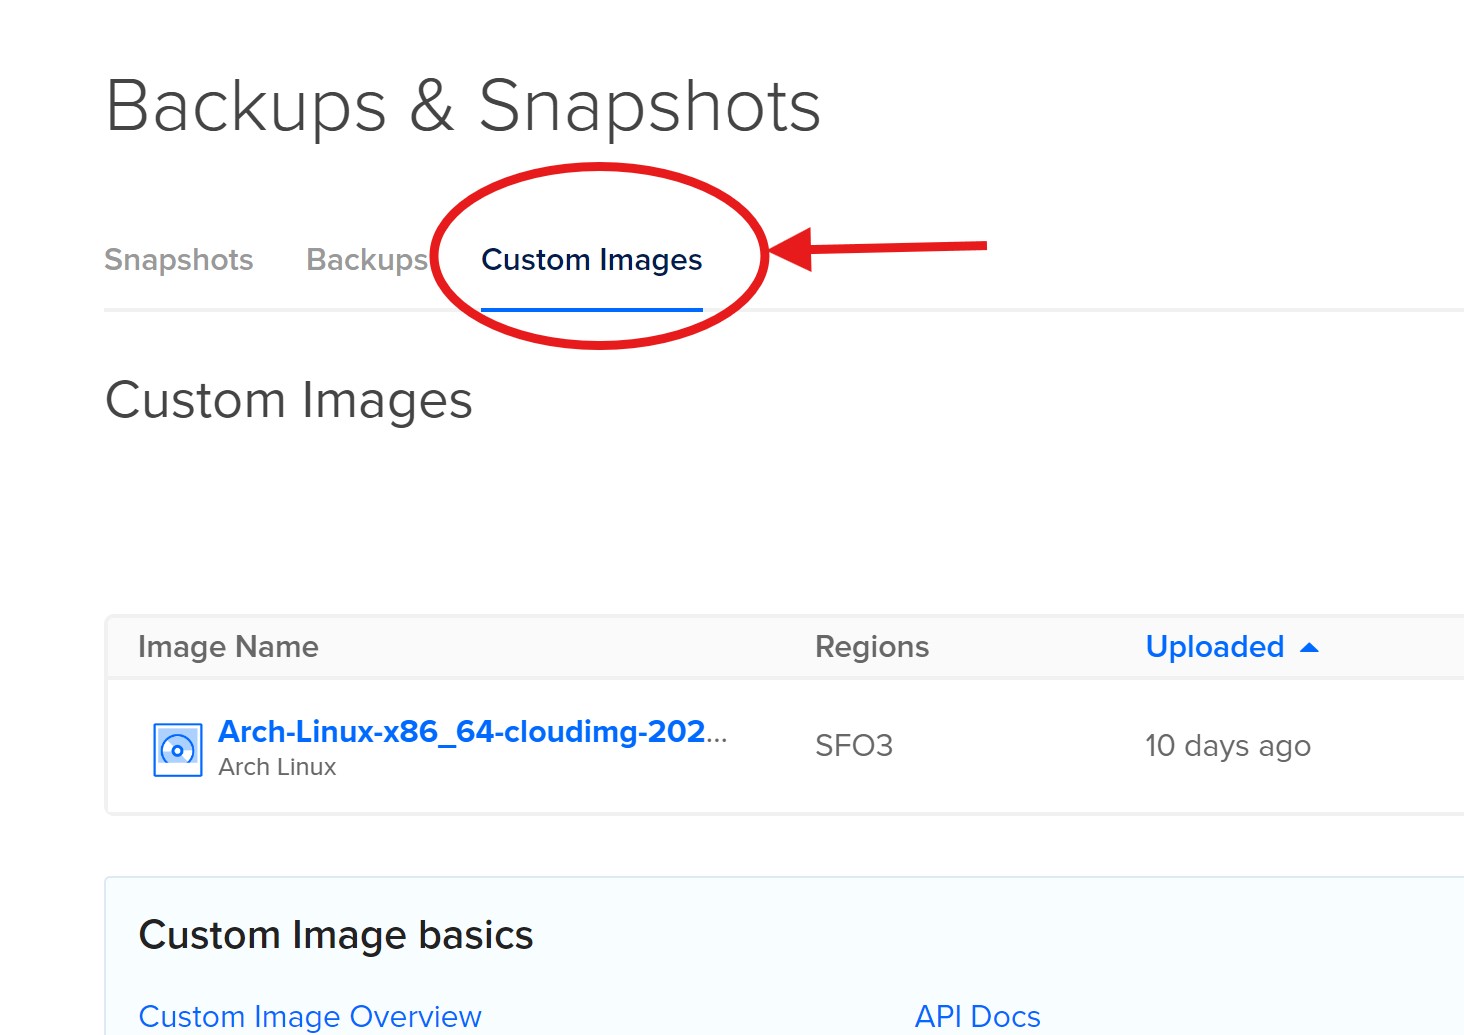 Backups & Snapshots
Snapshots Backups Custom Images
Custom Images
Image Name Regions Uploaded
Arch-Linux-x86_64-cloudimg-202... SFO3 10 days ago
Arch Linux
Custom Image basics
Custom Image Overview API Docs